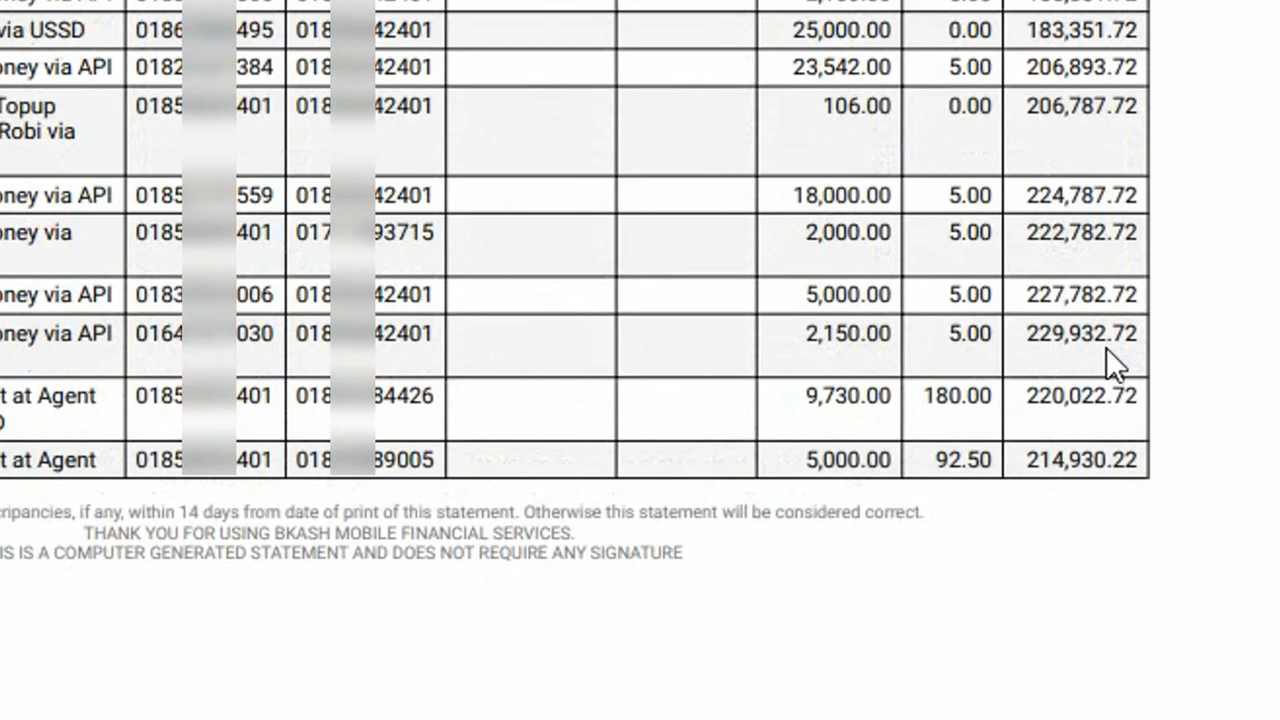 via USSD 0186 495 018 42401 25,000.00 0.00 183,351.72
oney via API 0182 384 018 42401 23,542.00 5.00 206,893.72
Topup 0185 401 018 42401 106.00 0.00 206,787.72
Robi via
oney via API 0185 559 018 42401 18,000.00 5.00 224,787.72
oney via 0185 401 017 93715 2,000.00 5.00 222,782.72
oney via API 0183 006 018 42401 5,000.00 5.00 227,782.72
oney via API 0164 030 018 42401 2,150.00 5.00 229,932.72
t at Agent 0185 401 018 84426 9,730.00 180.00 220,022.72
t at Agent 0185 401 018 89005 5,000.00 92.50 214,930.22
cripancies, if any, within 14 days from date of print of this statement. Otherwise this statement will be considered correct.
THANK YOU FOR USING BKASH MOBILE FINANCIAL SERVICES.
IS IS A COMPUTER GENERATED STATEMENT AND DOES NOT REQUIRE ANY SIGNATURE